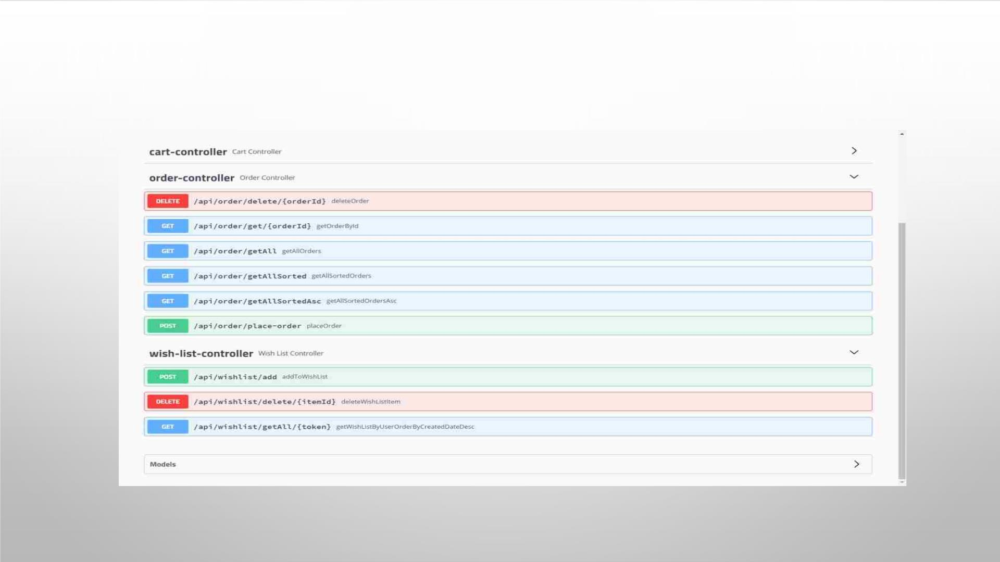 cart-controller Cart Controller
order-controller Order Controller
DELETE /api/order/delete/{orderId} deleteOrder
GET /api/order/get/{orderId} getOrderById
GET /api/order/getAll getAllOrders
GET /api/order/getAllSorted getAllSortedOrders
GET /api/order/getAllSortedAsc getAllSortedOrdersAsc
POST /api/order/place-order placeOrder
wish-list-controller Wish List Controller
POST /api/wishlist/add addToWishList
DELETE /api/wishlist/delete/{itemId} deleteWishListItem
GET /api/wishlist/getAll/{token} getWishListByUserOrderByCreatedDateDesc
Models